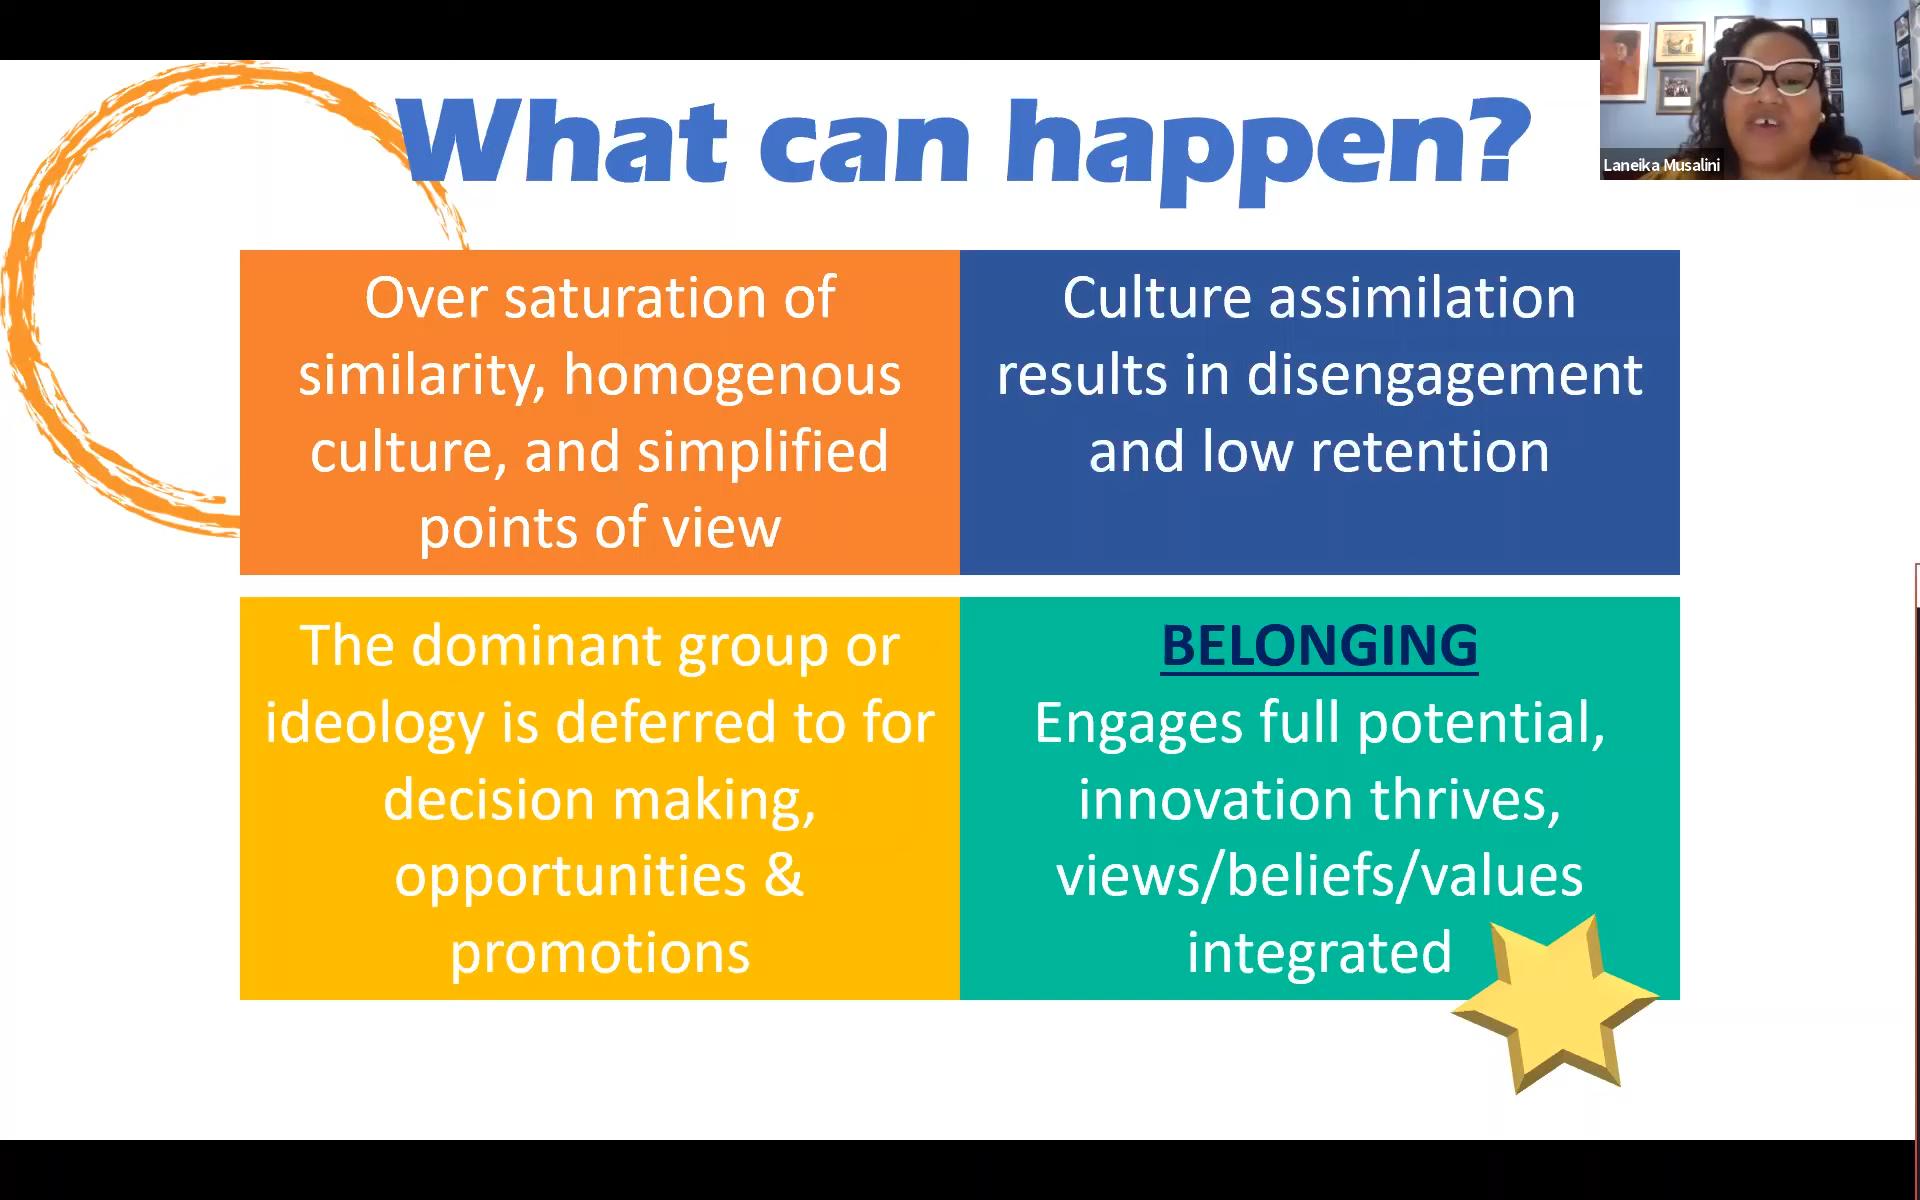 What can happen?
Laneika Musalini
Over saturation of
similarity, homogenous
culture, and simplified
points of view
Culture assimilation
results in disengagement
and low retention
The dominant group or
ideology is deferred to for
decision making,
opportunities &
promotions
BELONGING
Engages full potential,
innovation thrives,
views/beliefs/values
integrated